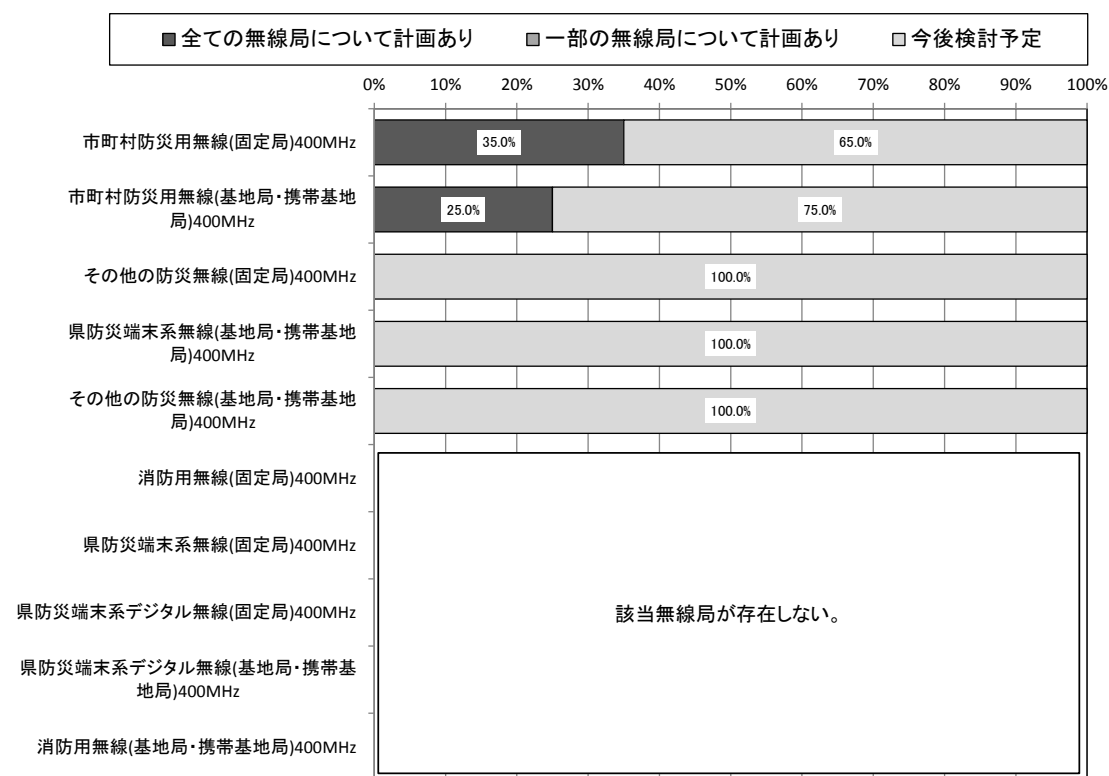 ■全ての無線局について計画あり ■一部の無線局について計画あり □今後検討予定
0% 10% 20% 30% 40% 50% 60% 70% 80% 90% 100%
市町村防災用無線(固定局)400MHz 35.0% 65.0%
市町村防災用無線(基地局・携帯基地
局)400MHz 25.0% 75.0%
その他の防災無線(固定局)400MHz 100.0%
県防災端末系無線(基地局・携帯基地
局)400MHz 100.0%
その他の防災無線(基地局・携帯基地
局)400MHz 100.0%
消防用無線(固定局)400MHz
県防災端末系無線(固定局)400MHz
県防災端末系デジタル無線(固定局)400MHz
該当無線局が存在しない。
県防災端末系デジタル無線(基地局・携帯基
地局)400MHz
消防用無線(基地局・携帯基地局)400MHz